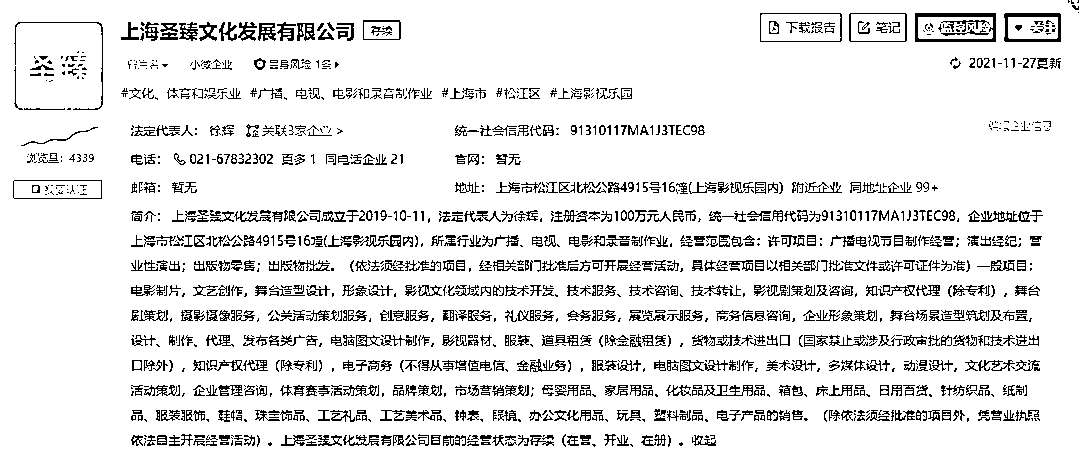 上海圣臻文化发展有限公司 存续
下载报告 笔记 监控风险 关注
圣臻
曾用名 小微企业 自身风险 1条
2021-11-27更新
#文化、体育和娱乐业 #广播、电视、电影和录音制作业 #上海市 #松江区 #上海影视乐园
法定代表人： 徐辉 关联3家企业 > 统一社会信用代码： 91310117MA1J3TEC98
浏览量：4339
电话： 021-67832302 更多 1 同电话企业 21 官网： 暂无
我要认证
邮箱： 暂无 地址： 上海市松江区北松公路4915号16幢(上海影视乐园内) 附近企业 同地址企业 99+
简介： 上海圣臻文化发展有限公司成立于2019-10-11，法定代表人为徐辉，注册资本为100万元人民币，统一社会信用代码为91310117MA1J3TEC98，企业地址位于
上海市松江区北松公路4915号16幢(上海影视乐园内)，所属行业为广播、电视、电影和录音制作业，经营范围包含：许可项目：广播电视节目制作经营；演出经纪；营
业性演出；出版物零售；出版物批发。（依法须经批准的项目，经相关部门批准后方可开展经营活动，具体经营项目以相关部门批准文件或许可证件为准）一般项目：
电影制片，文艺创作，舞台造型设计，形象设计，影视文化领域内的技术开发、技术服务、技术咨询、技术转让，影视剧策划及咨询，知识产权代理（除专利），舞台
剧策划，摄影摄像服务，公关活动策划服务，创意服务，翻译服务，礼仪服务，会务服务，展览展示服务，商务信息咨询，企业形象策划，舞台场景造型策划及布置，
设计、制作、代理、发布各类广告，电脑图文设计制作，影视器材、服装、道具租赁（除金融租赁），货物或技术进出口（国家禁止或涉及行政审批的货物和技术进出
口除外），知识产权代理（除专利），电子商务（不得从事增值电信、金融业务），服装设计，电脑图文设计制作，美术设计，多媒体设计，动漫设计，文化艺术交流
活动策划，企业管理咨询，体育赛事活动策划，品牌策划，市场营销策划；母婴用品、家居用品、化妆品及卫生用品、箱包、床上用品、日用百货、针纺织品、纸制
品、服装服饰、鞋帽、珠宝饰品、工艺礼品、工艺美术品、钟表、眼镜、办公文化用品、玩具、塑料制品、电子产品的销售。（除依法须经批准的项目外，凭营业执照
依法自主开展经营活动）。上海圣臻文化发展有限公司目前的经营状态为存续（在营、开业、在册）。收起